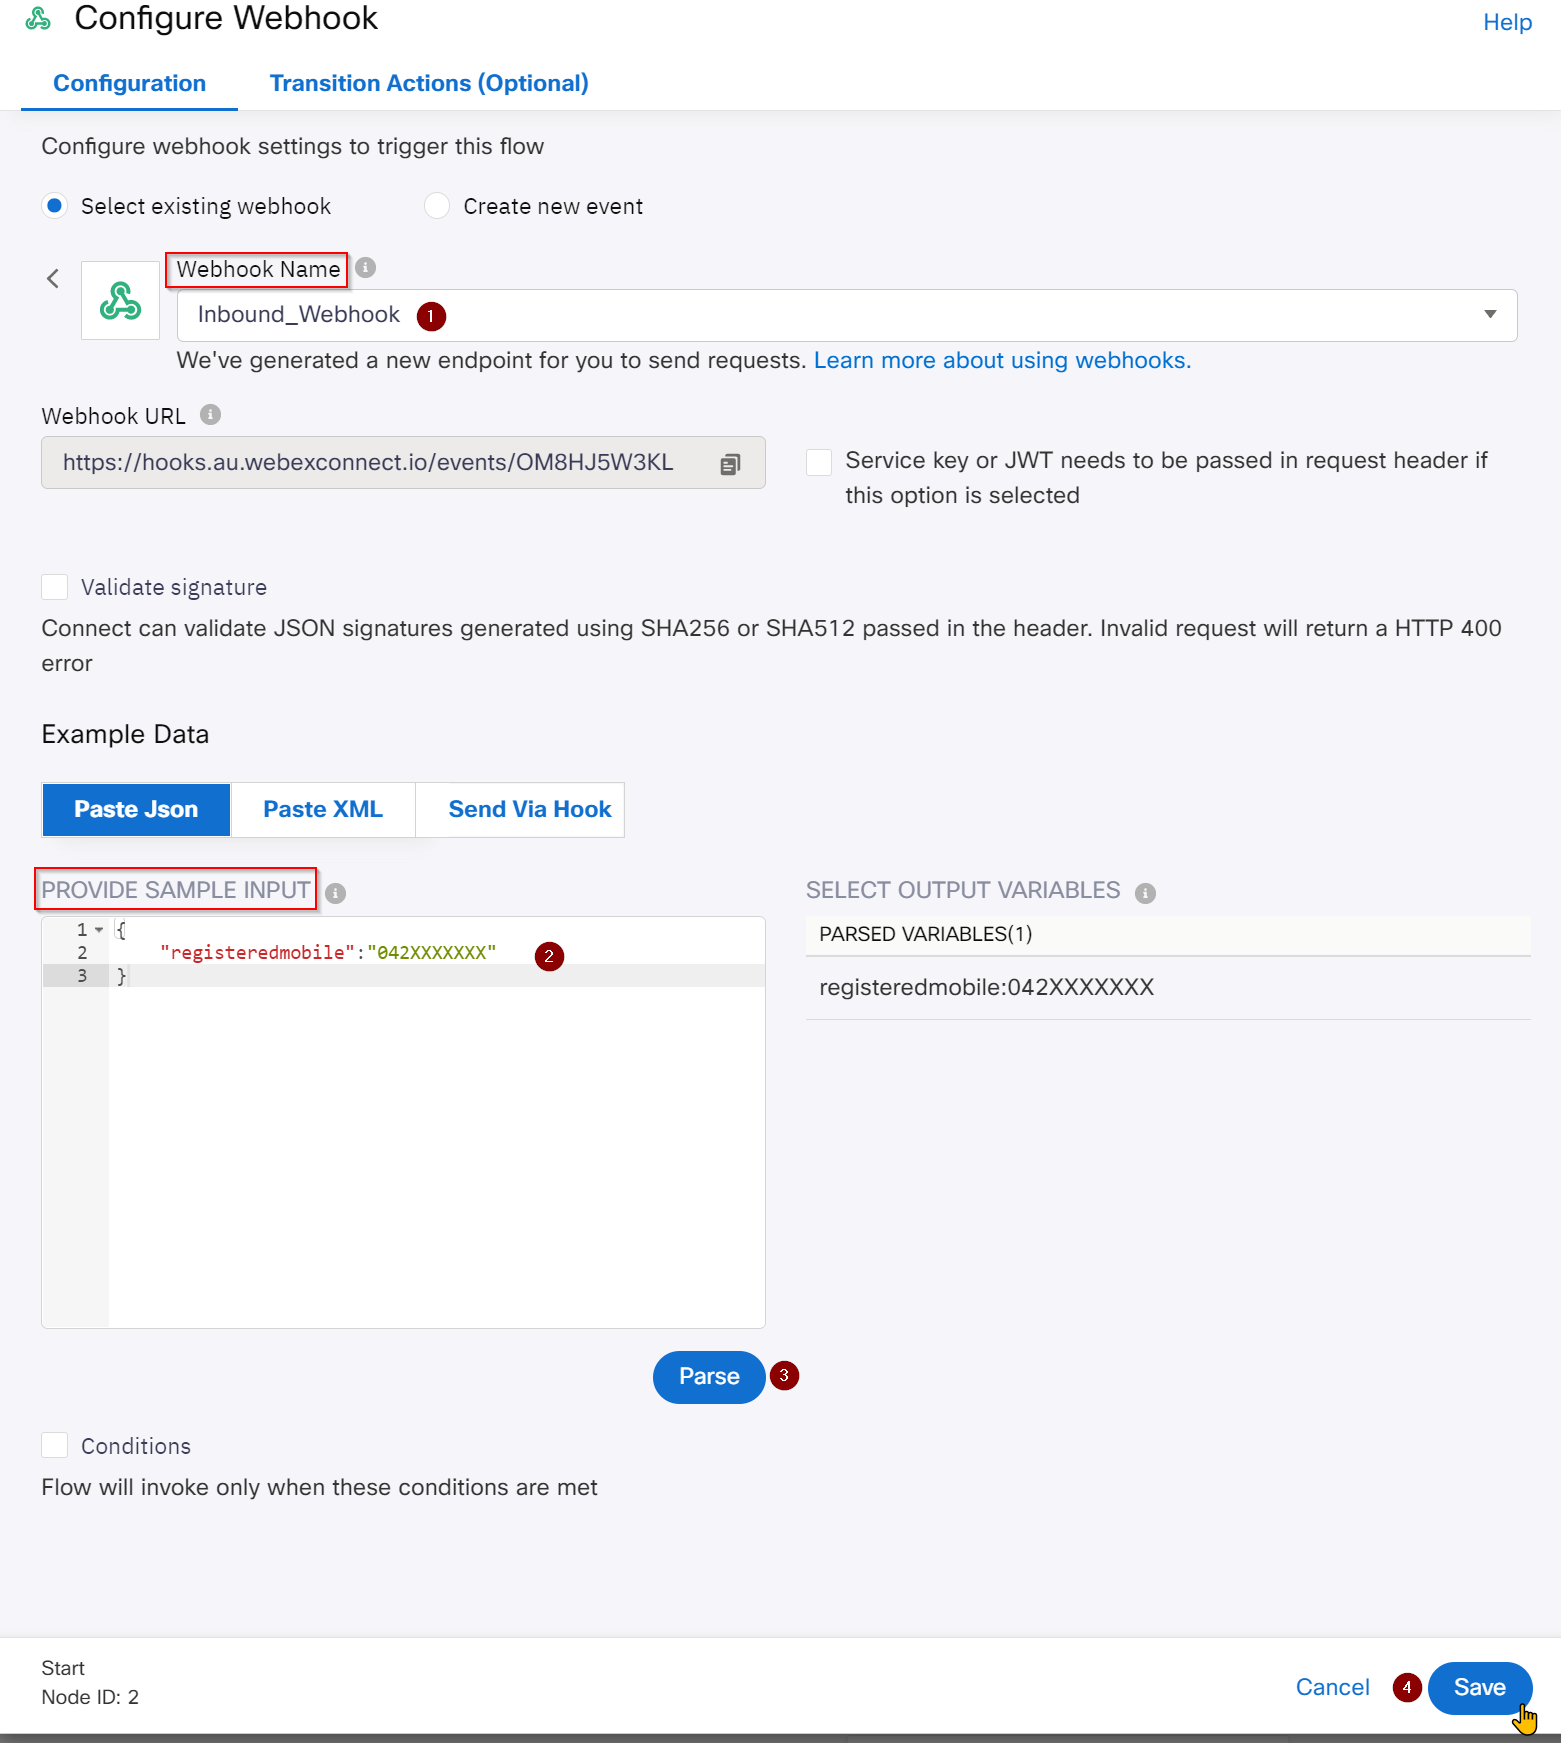 Configure Webhook
Help
Configuration
Transition Actions (Optional)
Configure webhook settings to trigger this flow
Select existing webhook
Create new event
Webhook Name
Inbound_Webhook
1
We've generated a new endpoint for you to send requests. Learn more about using webhooks.
Webhook URL
https://hooks.au.webexconnect.io/events/OM8HJ5W3KL
Service key or JWT needs to be passed in request header if
this option is selected
Validate signature
Connect can validate JSON signatures generated using SHA256 or SHA512 passed in the header. Invalid request will return a HTTP 400
error
Example Data
Paste Json
Paste XML
Send Via Hook
PROVIDE SAMPLE INPUT
1 {
2 "registeredmobile":"042XXXXXXX"
2
3 }
SELECT OUTPUT VARIABLES
PARSED VARIABLES(1)
registeredmobile:042XXXXXXX
Parse
3
Conditions
Flow will invoke only when these conditions are met
Start
Node ID: 2
Cancel
4
Save